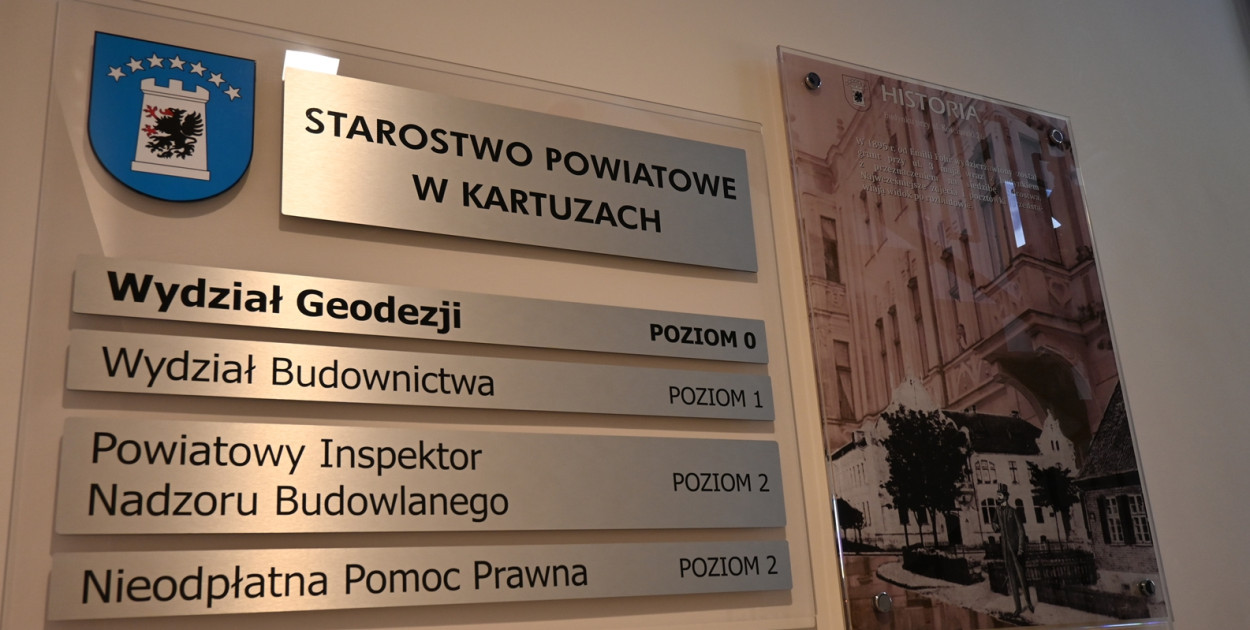 STAROSTWO POWIATOWE
W KARTUZACH
Wydział Geodezji POZIOM 0
Wydział Budownictwa POZIOM 1
Powiatowy Inspektor
Nadzoru Budowlanego POZIOM 2
Nieodpłatna Pomoc Prawna POZIOM 2
HISTORIA